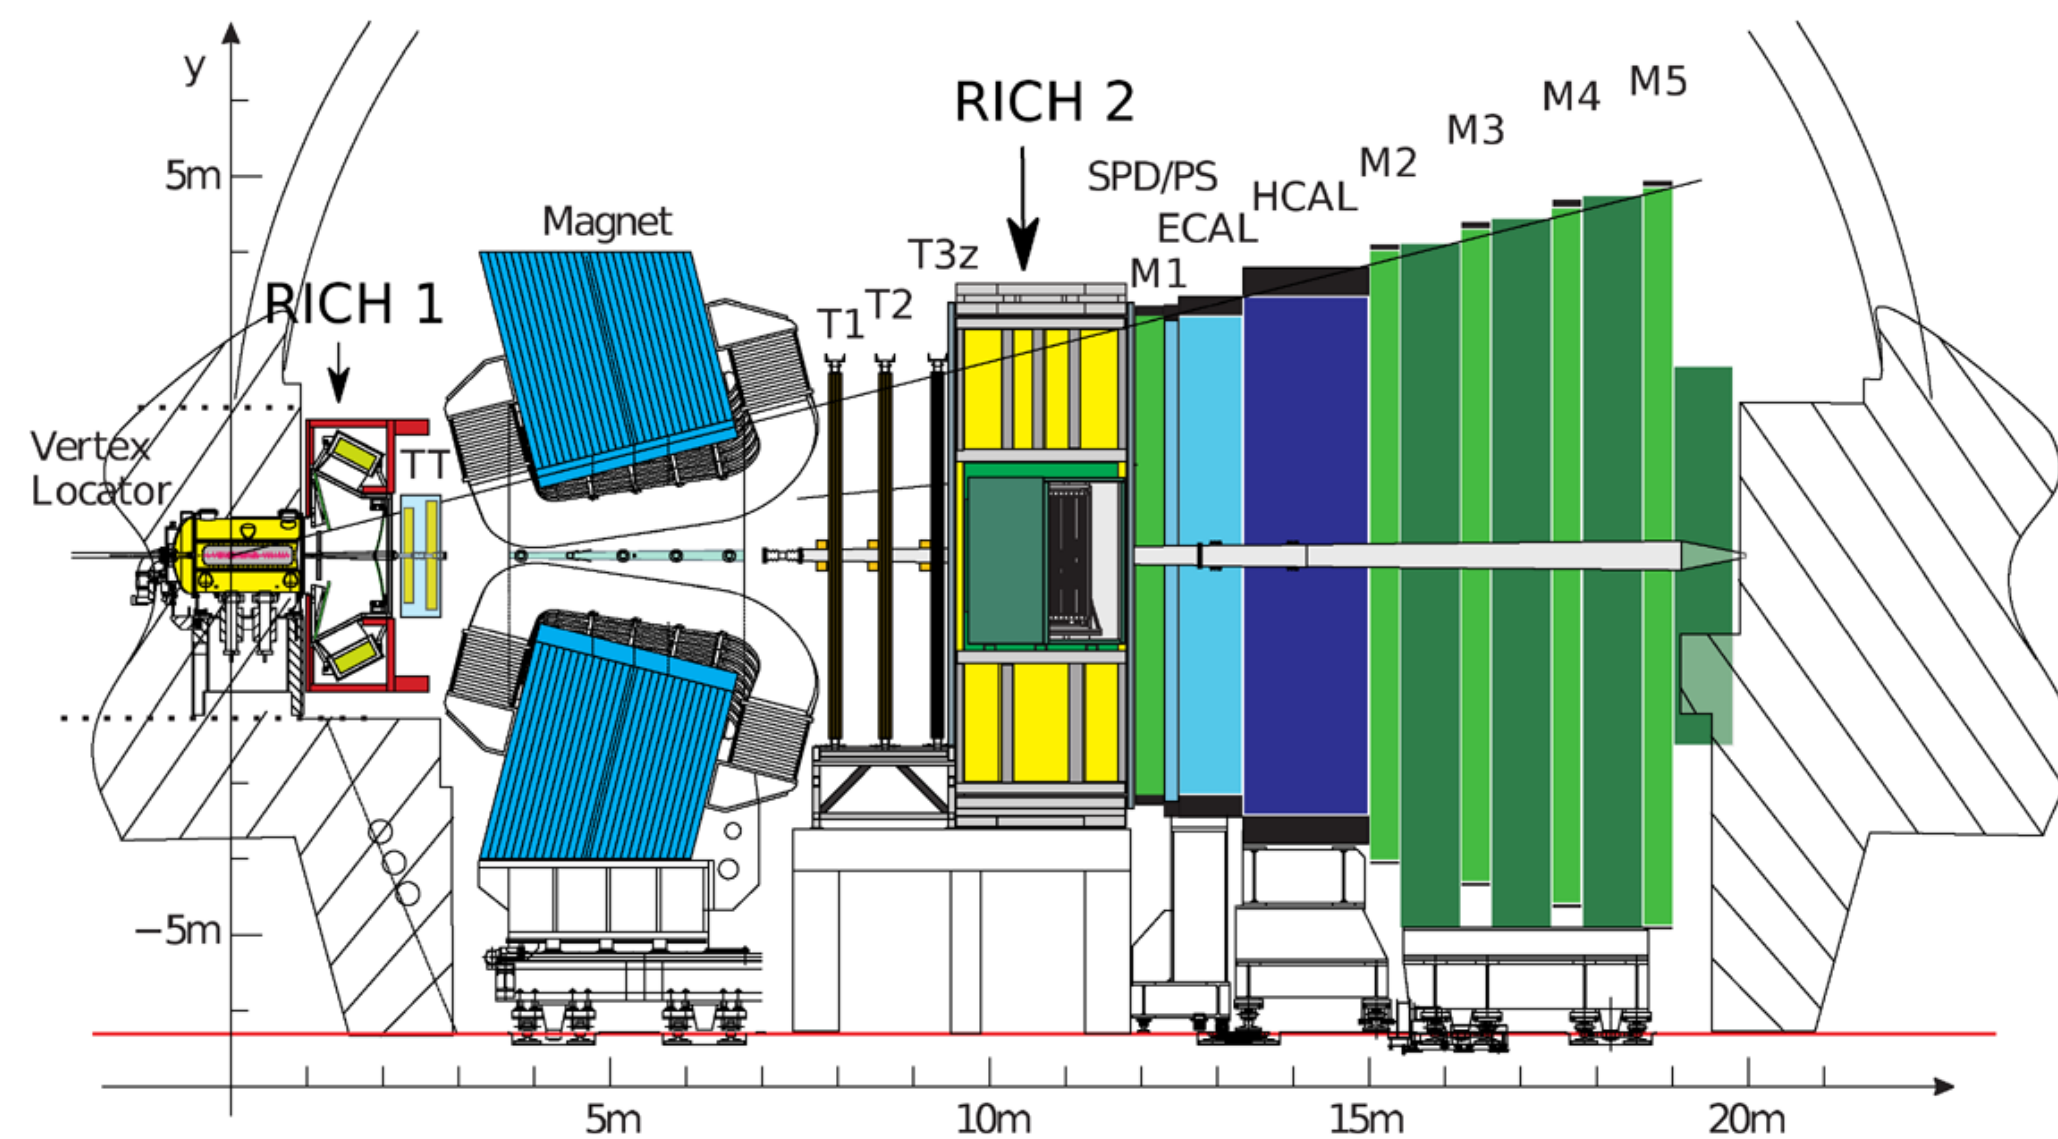 y
5m
−5m
Vertex
Locator
RICH 1
TT
Magnet
T1
T2
T3z
RICH 2
SPD/PS
ECAL
M1
HCAL
M2
M3
M4
M5
5m
10m
15m
20m